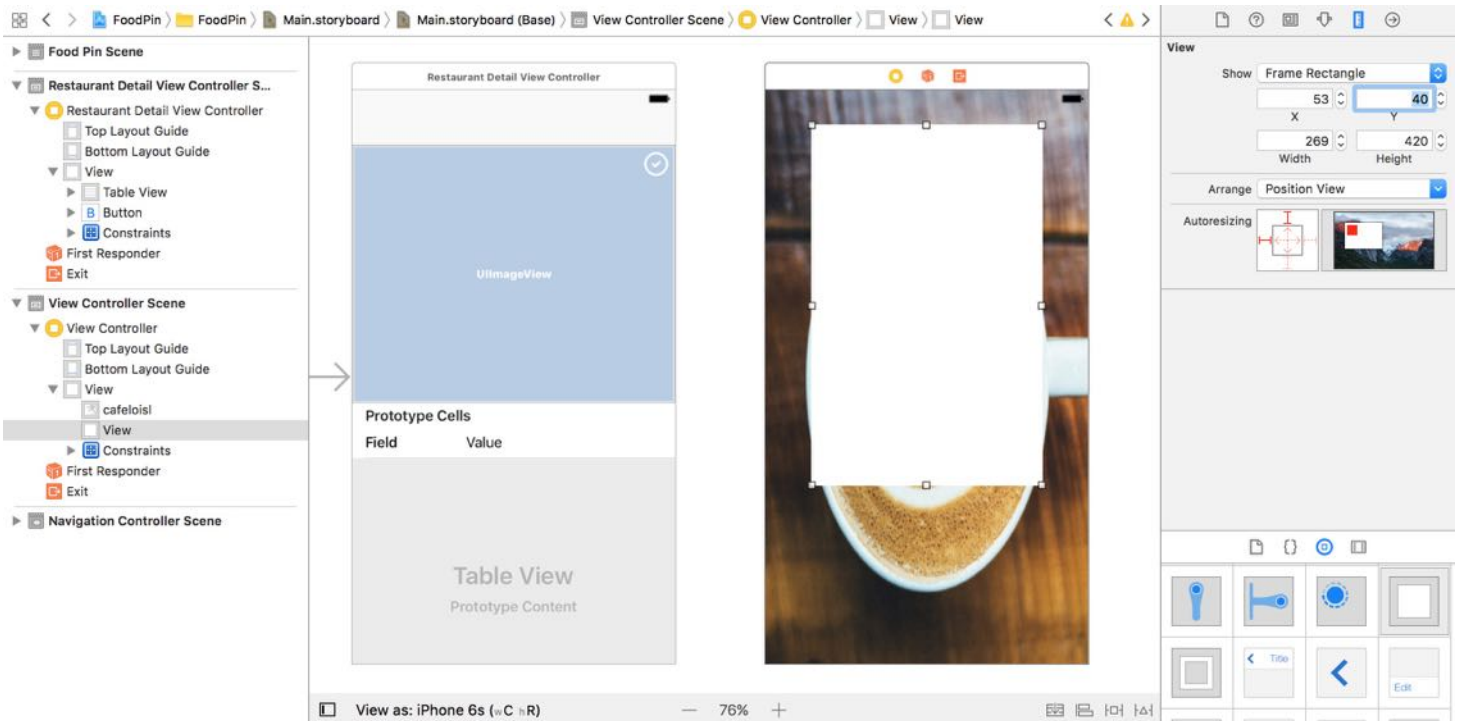 FoodPin
FoodPin
Main.storyboard
Main.storyboard (Base)
View Controller Scene
View Controller
View
View
Food Pin Scene
Restaurant Detail View Controller S...
Restaurant Detail View Controller
Top Layout Guide
Bottom Layout Guide
View
Table View
B Button
Constraints
First Responder
Exit
View Controller Scene
View Controller
Top Layout Guide
Bottom Layout Guide
View
cafeloisl
View
Constraints
First Responder
Exit
Navigation Controller Scene
Restaurant Detail View Controller
UIImageView
Prototype Cells
Field Value
Table View
Prototype Content
View as: iPhone 6s (wC hR)
76%
View
Show Frame Rectangle
53 40
X Y
269 420
Width Height
Arrange Position View
Autoresizing
Title
Edit